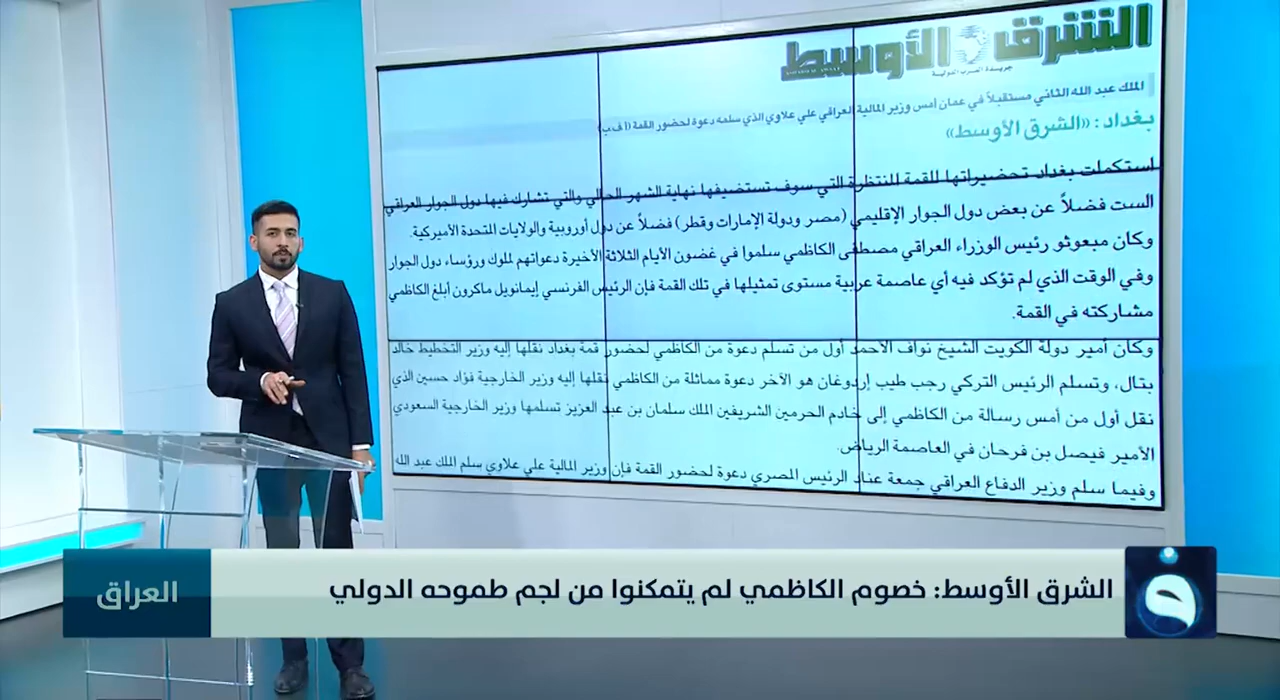 الشرق الأوسط
جريدة العرب الدولية
الملك عبد الله الثاني مستقبلاً في عمان أمس وزير المالية العراقي علي علاوي الذي سلمه دعوة لحضور القمة (أ ف ب)
بغداد: «الشرق الأوسط»
استكملت بغداد تحضيراتها للقمة المنتظرة التي سوف تستضيفها نهاية الشهر الحالي والتي تشارك فيها دول الجوار العراقي
الست فضلاً عن بعض دول الجوار الإقليمي (مصر ودولة الإمارات وقطر) فضلاً عن دول أوروبية والولايات المتحدة الأميركية.
وكان مبعوثو رئيس الوزراء العراقي مصطفى الكاظمي سلموا في غضون الأيام الثلاثة الأخيرة دعواتهم لملوك ورؤساء دول الجوار
وفي الوقت الذي لم تؤكد فيه أي عاصمة عربية مستوى تمثيلها في تلك القمة فإن الرئيس الفرنسي إيمانويل ماكرون أبلغ الكاظمي
مشاركته في القمة.
وكان أمير دولة الكويت الشيخ نواف الأحمد أول من تسلم دعوة من الكاظمي لحضور قمة بغداد نقلها إليه وزير التخطيط خالد
بتال، وتسلم الرئيس التركي رجب طيب إردوغان هو الآخر دعوة مماثلة من الكاظمي نقلها إليه وزير الخارجية فؤاد حسين الذي
نقل أول من أمس رسالة من الكاظمي إلى خادم الحرمين الشريفين الملك سلمان بن عبد العزيز تسلمها وزير الخارجية السعودي
الأمير فيصل بن فرحان في العاصمة الرياض.
وفيما سلم وزير الدفاع العراقي جمعة عناد الرئيس المصري دعوة لحضور القمة فإن وزير المالية علي علاوي سلم الملك عبد الله
الشرق الأوسط: خصوم الكاظمي لم يتمكنوا من لجم طموحه الدولي
العراق